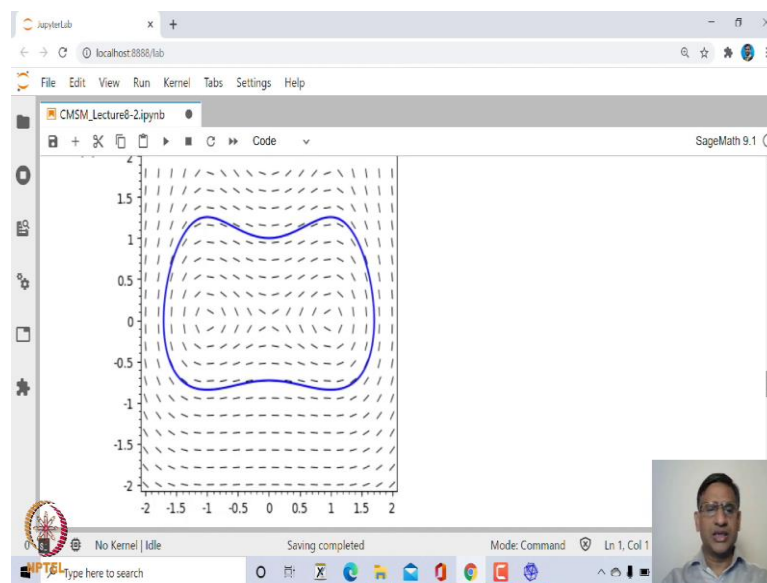 JupyterLab
localhost:8888/lab
File Edit View Run Kernel Tabs Settings Help
CMSM_Lecture8-2.ipynb
Code
SageMath 9.1
2
1.5
1
0.5
0
-0.5
-1
-1.5
-2
-2 -1.5 -1 -0.5 0 0.5 1 1.5 2
No Kernel | Idle Saving completed Mode: Command Ln 1, Col 1
NPTEL
Type here to search